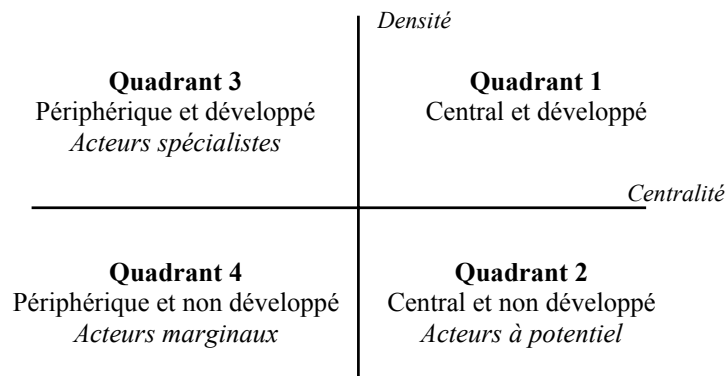 Densité
Quadrant 3
Périphérique et développé
Acteurs spécialistes
Quadrant 1
Central et développé
Centralité
Quadrant 4
Périphérique et non développé
Acteurs marginaux
Quadrant 2
Central et non développé
Acteurs à potentiel